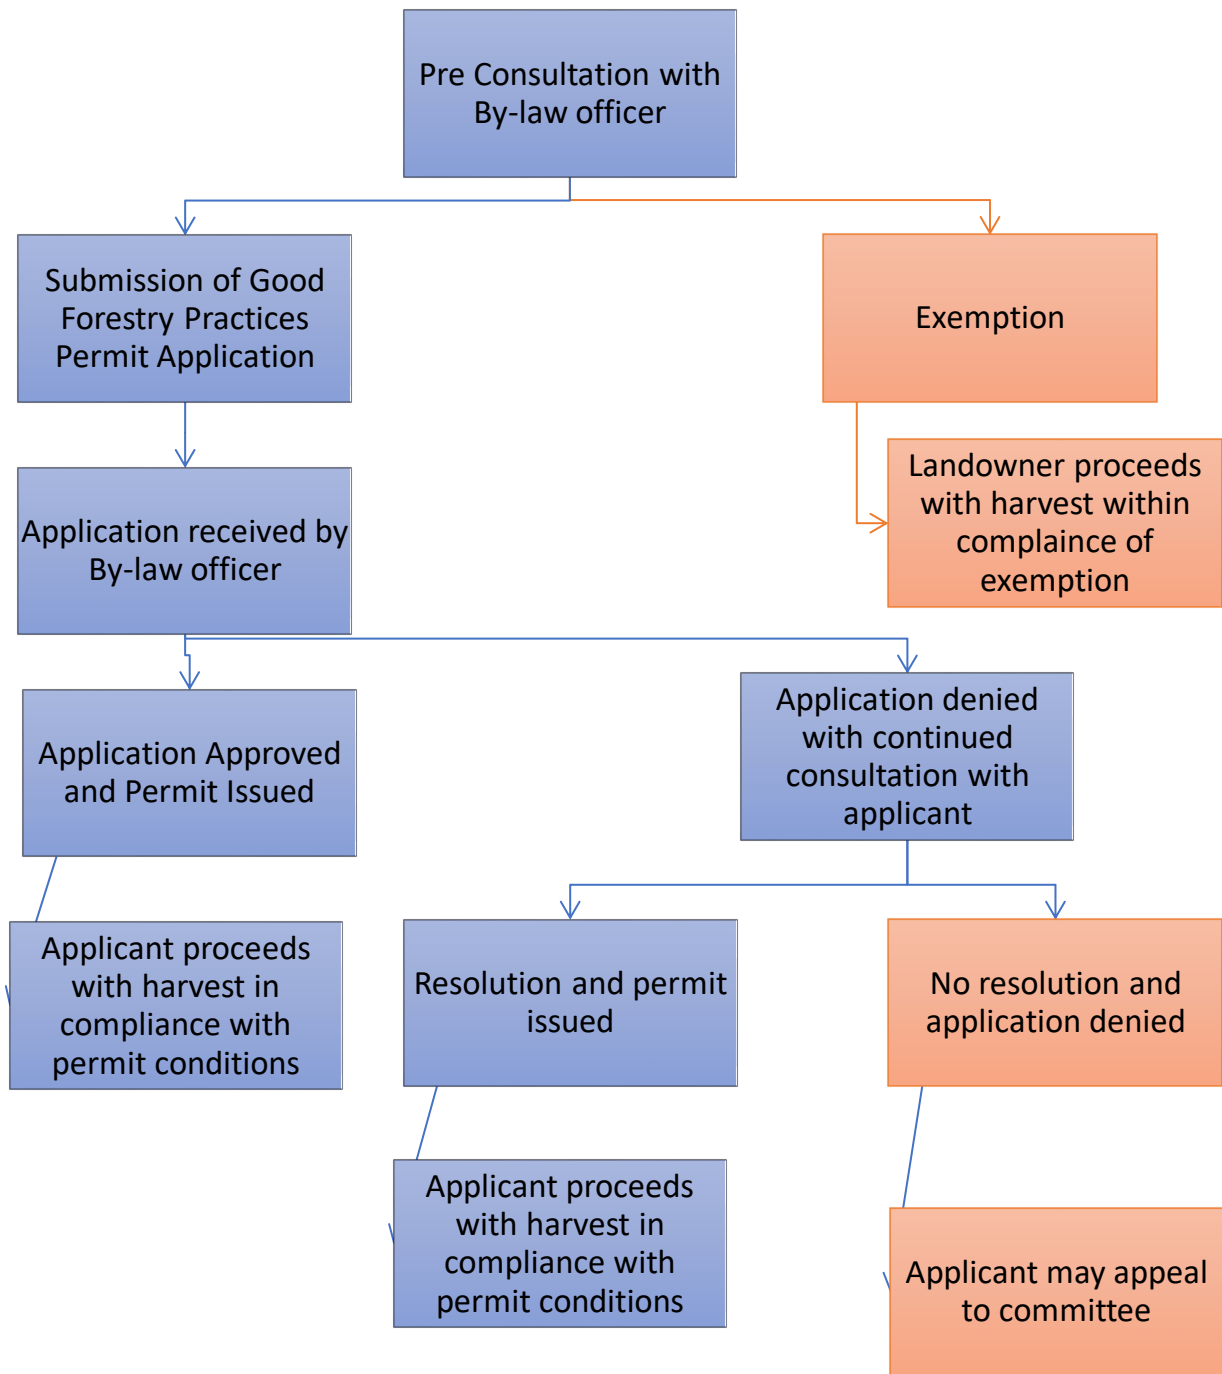 Pre Consultation with
By-law officer
Submission of Good
Forestry Practices
Permit Application
Exemption
Landowner proceeds
with harvest within
complaince of
exemption
Application received by
By-law officer
Application Approved
and Permit Issued
Application denied
with continued
consultation with
applicant
Applicant proceeds
with harvest in
compliance with
permit conditions
Resolution and permit
issued
No resolution and
application denied
Applicant proceeds
with harvest in
compliance with
permit conditions
Applicant may appeal
to committee